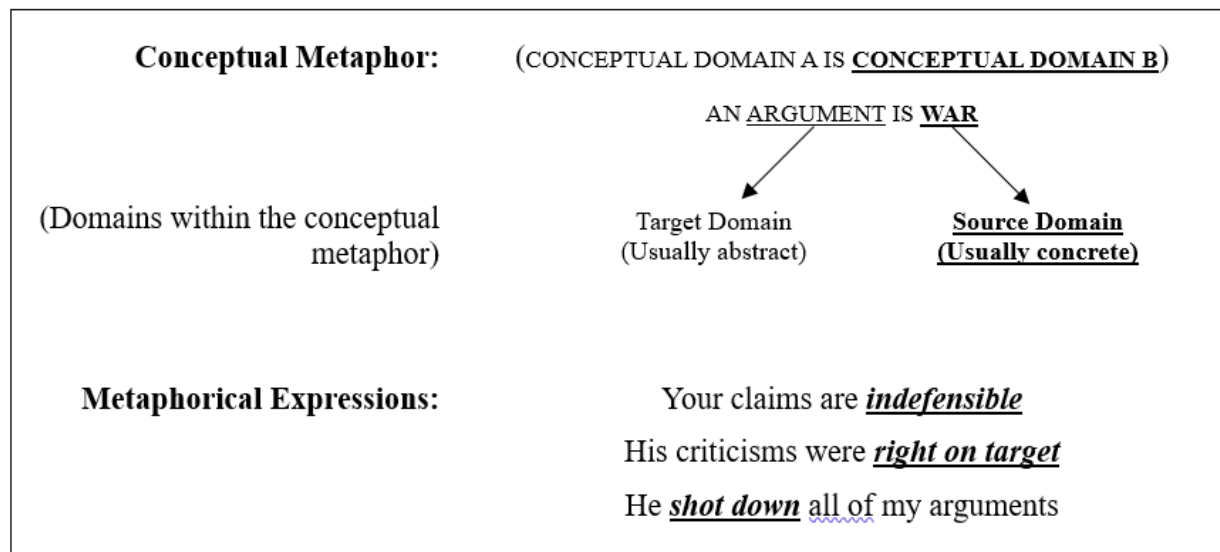 Conceptual Metaphor: (CONCEPTUAL DOMAIN A IS CONCEPTUAL DOMAIN B)
AN ARGUMENT IS WAR
(Domains within the conceptual metaphor)
Target Domain
(Usually abstract)
Source Domain
(Usually concrete)
Metaphorical Expressions: Your claims are indefensible
His criticisms were right on target
He shot down all of my arguments